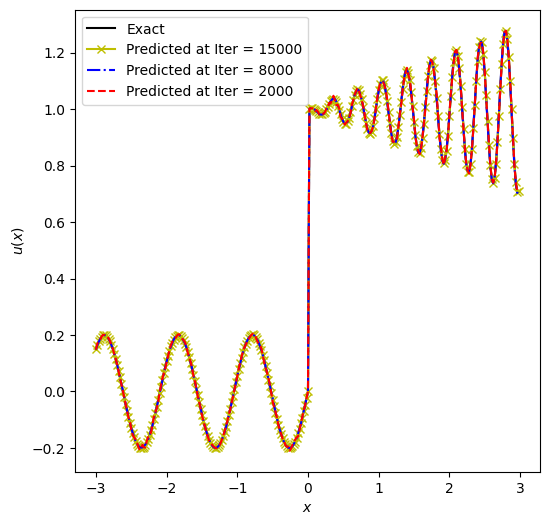 Exact
Predicted at Iter = 15000
Predicted at Iter = 8000
Predicted at Iter = 2000
1.2
1.0
0.8
0.6
0.4
0.2
0.0
−0.2
u(x)
−3 −2 −1 0 1 2 3
x